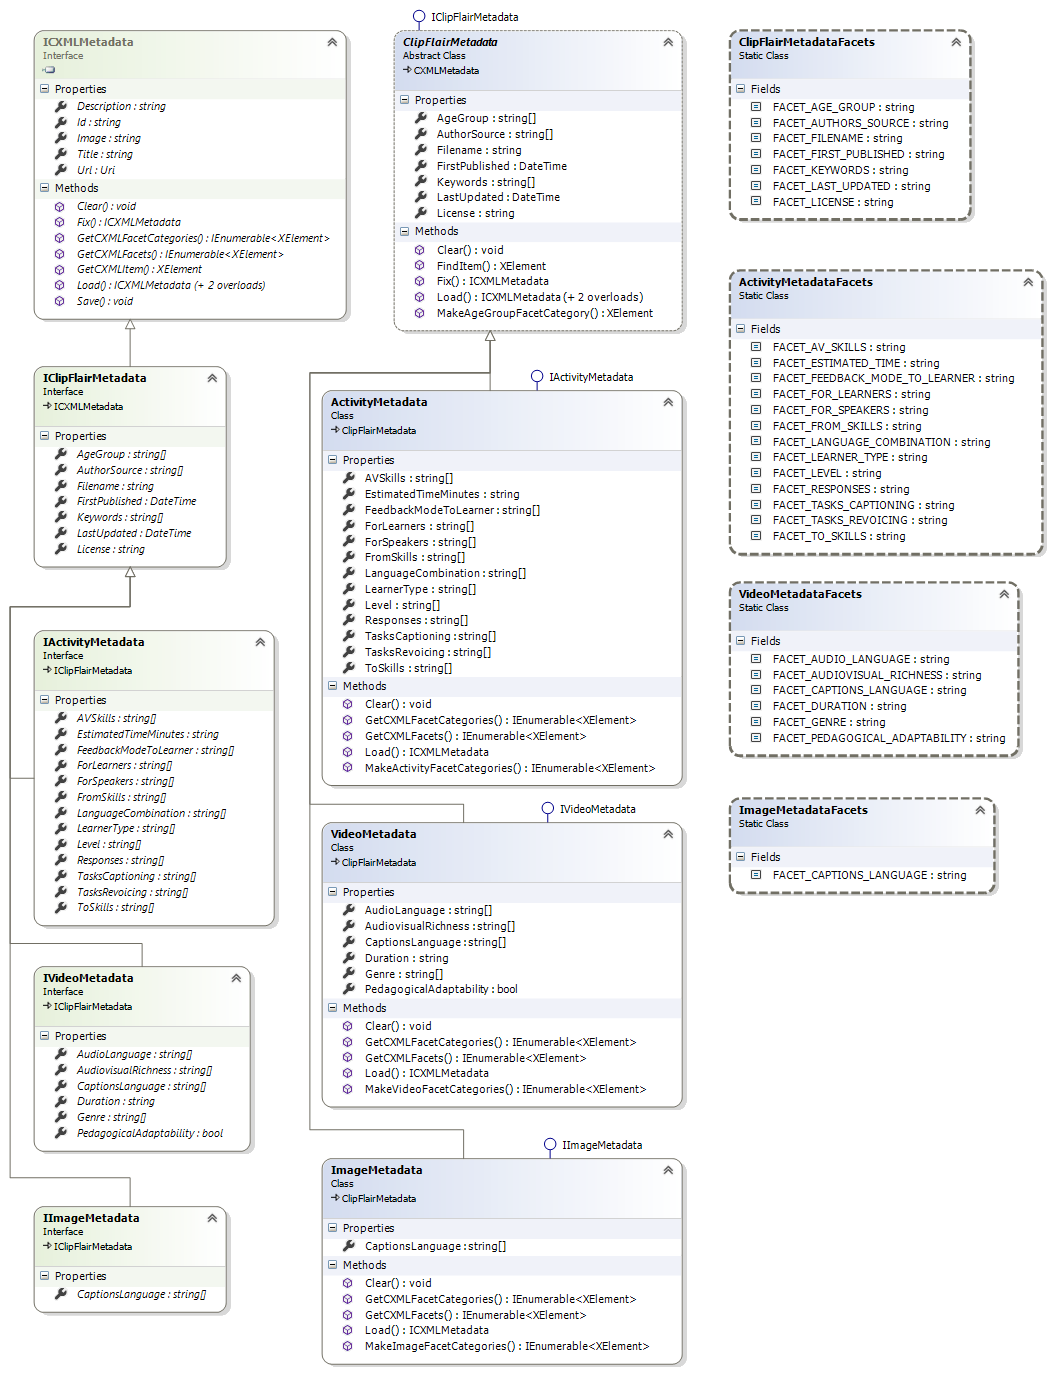 ICXMLMetadata
Interface
Properties
Description : string
Id : string
Image : string
Title : string
Url : Uri
Methods
Clear() : void
Fix() : ICXMLMetadata
GetCXMLFacetCategories() : IEnumerable<XElement>
GetCXMLFacets() : IEnumerable<XElement>
GetCXMLItem() : XElement
Load() : ICXMLMetadata (+ 2 overloads)
Save() : void
IClipFlairMetadata
Interface
ICXMLMetadata
Properties
AgeGroup : string[]
AuthorSource : string[]
Filename : string
FirstPublished : DateTime
Keywords : string[]
LastUpdated : DateTime
License : string
IActivityMetadata
Interface
IClipFlairMetadata
Properties
AVSkills : string[]
EstimatedTimeMinutes : string
FeedbackModeToLearner : string[]
ForLearners : string[]
ForSpeakers : string[]
FromSkills : string[]
LanguageCombination : string[]
LearnerType : string[]
Level : string[]
Responses : string[]
TasksCaptioning : string[]
TasksRevoicing : string[]
ToSkills : string[]
IVideoMetadata
Interface
IClipFlairMetadata
Properties
AudioLanguage : string[]
AudiovisualRichness : string[]
CaptionsLanguage : string[]
Duration : string
Genre : string[]
PedagogicalAdaptability : bool
IImageMetadata
Interface
IClipFlairMetadata
Properties
CaptionsLanguage : string[]
IClipFlairMetadata
ClipFlairMetadata
Abstract Class
CXMLMetadata
Properties
AgeGroup : string[]
AuthorSource : string[]
Filename : string
FirstPublished : DateTime
Keywords : string[]
LastUpdated : DateTime
License : string
Methods
Clear() : void
FindItem() : XElement
Fix() : ICXMLMetadata
Load() : ICXMLMetadata (+ 2 overloads)
MakeAgeGroupFacetCategory() : XElement
IActivityMetadata
ActivityMetadata
Class
ClipFlairMetadata
Properties
AVSkills : string[]
EstimatedTimeMinutes : string
FeedbackModeToLearner : string[]
ForLearners : string[]
ForSpeakers : string[]
FromSkills : string[]
LanguageCombination : string[]
LearnerType : string[]
Level : string[]
Responses : string[]
TasksCaptioning : string[]
TasksRevoicing : string[]
ToSkills : string[]
Methods
Clear() : void
GetCXMLFacetCategories() : IEnumerable<XElement>
GetCXMLFacets() : IEnumerable<XElement>
Load() : ICXMLMetadata
MakeActivityFacetCategories() : IEnumerable<XElement>
IVideoMetadata
VideoMetadata
Class
ClipFlairMetadata
Properties
AudioLanguage : string[]
AudiovisualRichness : string[]
CaptionsLanguage : string[]
Duration : string
Genre : string[]
PedagogicalAdaptability : bool
Methods
Clear() : void
GetCXMLFacetCategories() : IEnumerable<XElement>
GetCXMLFacets() : IEnumerable<XElement>
Load() : ICXMLMetadata
MakeVideoFacetCategories() : IEnumerable<XElement>
IImageMetadata
ImageMetadata
Class
ClipFlairMetadata
Properties
CaptionsLanguage : string[]
Methods
Clear() : void
GetCXMLFacetCategories() : IEnumerable<XElement>
GetCXMLFacets() : IEnumerable<XElement>
Load() : ICXMLMetadata
MakeImageFacetCategories() : IEnumerable<XElement>
ClipFlairMetadataFacets
Static Class
Fields
FACET_AGE_GROUP : string
FACET_AUTHORS_SOURCE : string
FACET_FILENAME : string
FACET_FIRST_PUBLISHED : string
FACET_KEYWORDS : string
FACET_LAST_UPDATED : string
FACET_LICENSE : string
ActivityMetadataFacets
Static Class
Fields
FACET_AV_SKILLS : string
FACET_ESTIMATED_TIME : string
FACET_FEEDBACK_MODE_TO_LEARNER : string
FACET_FOR_LEARNERS : string
FACET_FOR_SPEAKERS : string
FACET_FROM_SKILLS : string
FACET_LANGUAGE_COMBINATION : string
FACET_LEARNER_TYPE : string
FACET_LEVEL : string
FACET_RESPONSES : string
FACET_TASKS_CAPTIONING : string
FACET_TASKS_REVOICING : string
FACET_TO_SKILLS : string
VideoMetadataFacets
Static Class
Fields
FACET_AUDIO_LANGUAGE : string
FACET_AUDIOVISUAL_RICHNESS : string
FACET_CAPTIONS_LANGUAGE : string
FACET_DURATION : string
FACET_GENRE : string
FACET_PEDAGOGICAL_ADAPTABILITY : string
ImageMetadataFacets
Static Class
Fields
FACET_CAPTIONS_LANGUAGE : string